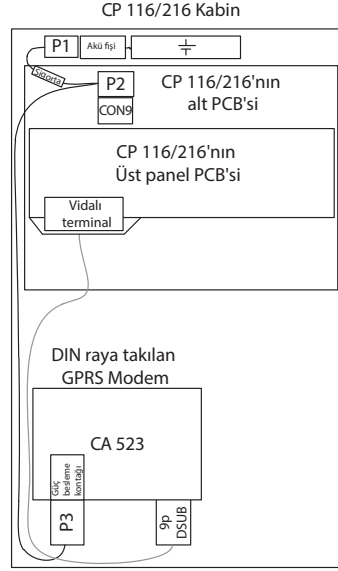 CP 116/216 Kabin
P1
Akü fişi
Sigorta
P2
CON9
CP 116/216'nın
alt PCB'si
CP 116/216'nın
Üst panel PCB'si
Vidalı
terminal
DIN raya takılan
GPRS Modem
CA 523
Güç
besleme
kontağı
P3
9p
DSUB